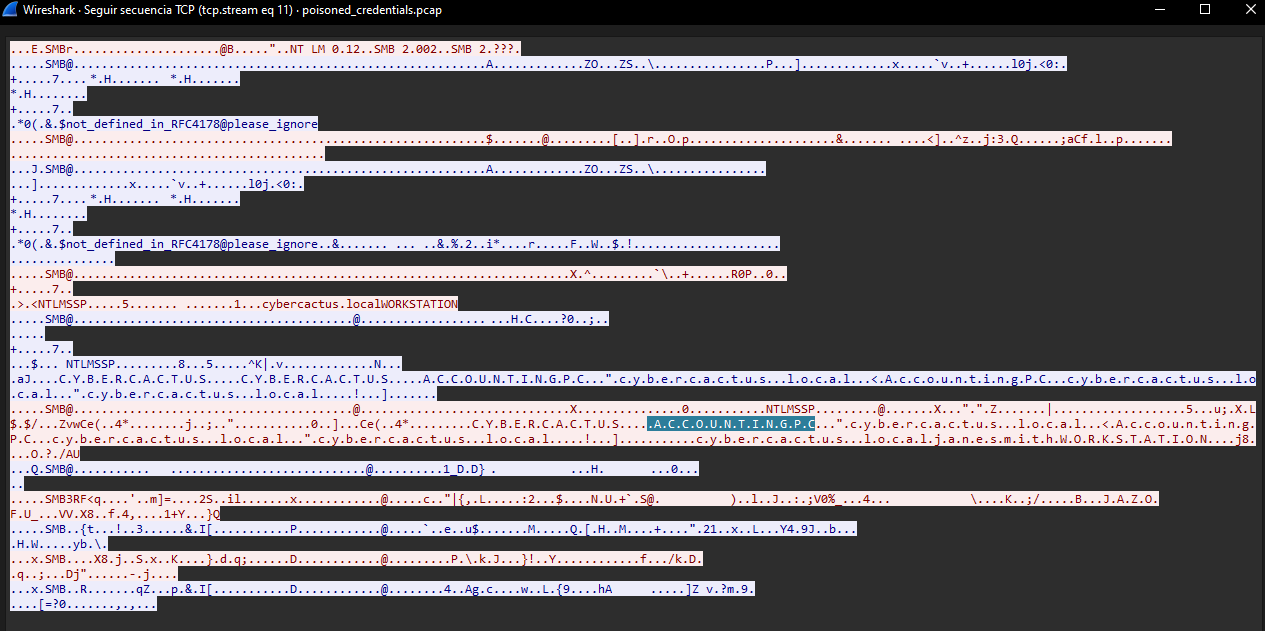 Wireshark · Seguir secuencia TCP (tcp.stream eq 11) · poisoned_credentials.pcap
...E.SMBr....................@B....."..NT LM 0.12..SMB 2.002..SMB 2.???.
.....SMB@.........................................................A............ZO...ZS..\...............P...]............x.....`v..+......l0j.<0:.
+.....7....*.H....... *.H.......
*.H........
+.....7..
.*0(.&.$not_defined_in_RFC4178@please_ignore
.....SMB@.........................................................$......@.........[..].r..O.p....................&....... ....<]..^z..j:3.Q......;aCf.l..p.......
.............................................
...J.SMB@.........................................................A............ZO...ZS..\...............
...].............x.....`v..+......l0j.<0:.
+.....7....*.H....... *.H.......
*.H........
+.....7..
.*0(.&.$not_defined_in_RFC4178@please_ignore..&....... ... ..&.%.2..i*....r.....F..W..$.!....................
...............
.....SMB@.....................................................................X.^.........`\..+......R0P..0..
+.....7..
.>.<NTLMSSP.....5....... .......1...cybercactus.localWORKSTATION
.....SMB@.......................................@................. ...H.C....?0..;..
.....
+.....7..
...$... NTLMSSP.........8...5.....^K|.v.............N...
.aJ....C.Y.B.E.R.C.A.C.T.U.S.....C.Y.B.E.R.C.A.C.T.U.S.....A.C.C.O.U.N.T.I.N.G.P.C...".c.y.b.e.r.c.a.c.t.u.s...l.o.c.a.l...<.A.c.c.o.u.n.t.i.n.g.P.C...c.y.b.e.r.c.a.c.t.u.s...l.o
.c.a.l...".c.y.b.e.r.c.a.c.t.u.s...l.o.c.a.l.....!...].......
.....SMB@.......................................@.............................X.............0..........NTLMSSP.........@.......X...".".Z.......|...................5...u;.X.L
$.$/...ZvwCe(..4*........j..;.."...........0..]...Ce(..4*.........C.Y.B.E.R.C.A.C.T.U.S.....A.C.C.O.U.N.T.I.N.G.P.C...".c.y.b.e.r.c.a.c.t.u.s...l.o.c.a.l...<.A.c.c.o.u.n.t.i.n.g.
P.C...c.y.b.e.r.c.a.c.t.u.s...l.o.c.a.l...".c.y.b.e.r.c.a.c.t.u.s...l.o.c.a.l.....!...]..........c.y.b.e.r.c.a.c.t.u.s...l.o.c.a.l.j.a.n.e.s.m.i.t.h.W.O.R.K.S.T.A.T.I.O.N...j8.
...O.?./AU
...Q.SMB@........... ...........................@..........1_D.D} . ...H. ...0...
..
.....SMB3RF<q....'..m]=....2S..il.......x............@.....c.."|{,.L.....:2...$....N.U.+`.S@. )..l..J..:.;V0%_...4... \....K..;/.....B...J.A.Z.O.
F.U_...VV.X8..f.4,....1+Y...}Q
.....SMB..{t...!..3......&.I[..........P............@.....`..e..u$.......M.....Q.[.H..M....+....".21..x..L...Y4.9J..b...
.H.W.....yb.\.
...x.SMB....X8.j..S.x..K....}.d.q;......D............@.........P.\.k.J...}!..Y............f.../k.D.
.q..;...Dj"......-.j....
...x.SMB..R.......qZ...p.&.I[..........D............@........4..Ag.c....w..L.{9....hA .....]Z v.?m.9.
....[=?0.......,.,...